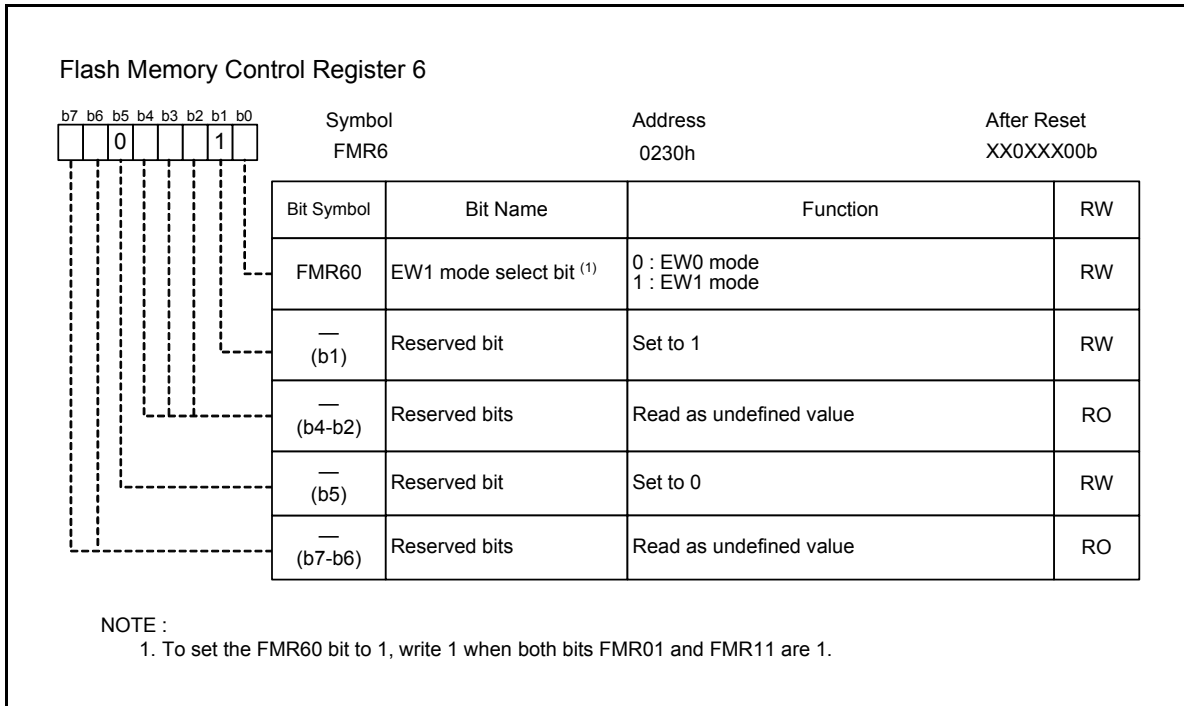 Flash Memory Control Register 6
b7 b6 b5 b4 b3 b2 b1 b0
0 1
Symbol Address After Reset
FMR6 0230h XX0XXX00b
Bit Symbol Bit Name Function RW
FMR60 EW1 mode select bit (1) 0 : EW0 mode
1 : EW1 mode RW
—
(b1) Reserved bit Set to 1 RW
—
(b4-b2) Reserved bits Read as undefined value RO
—
(b5) Reserved bit Set to 0 RW
—
(b7-b6) Reserved bits Read as undefined value RO
NOTE :
1. To set the FMR60 bit to 1, write 1 when both bits FMR01 and FMR11 are 1.